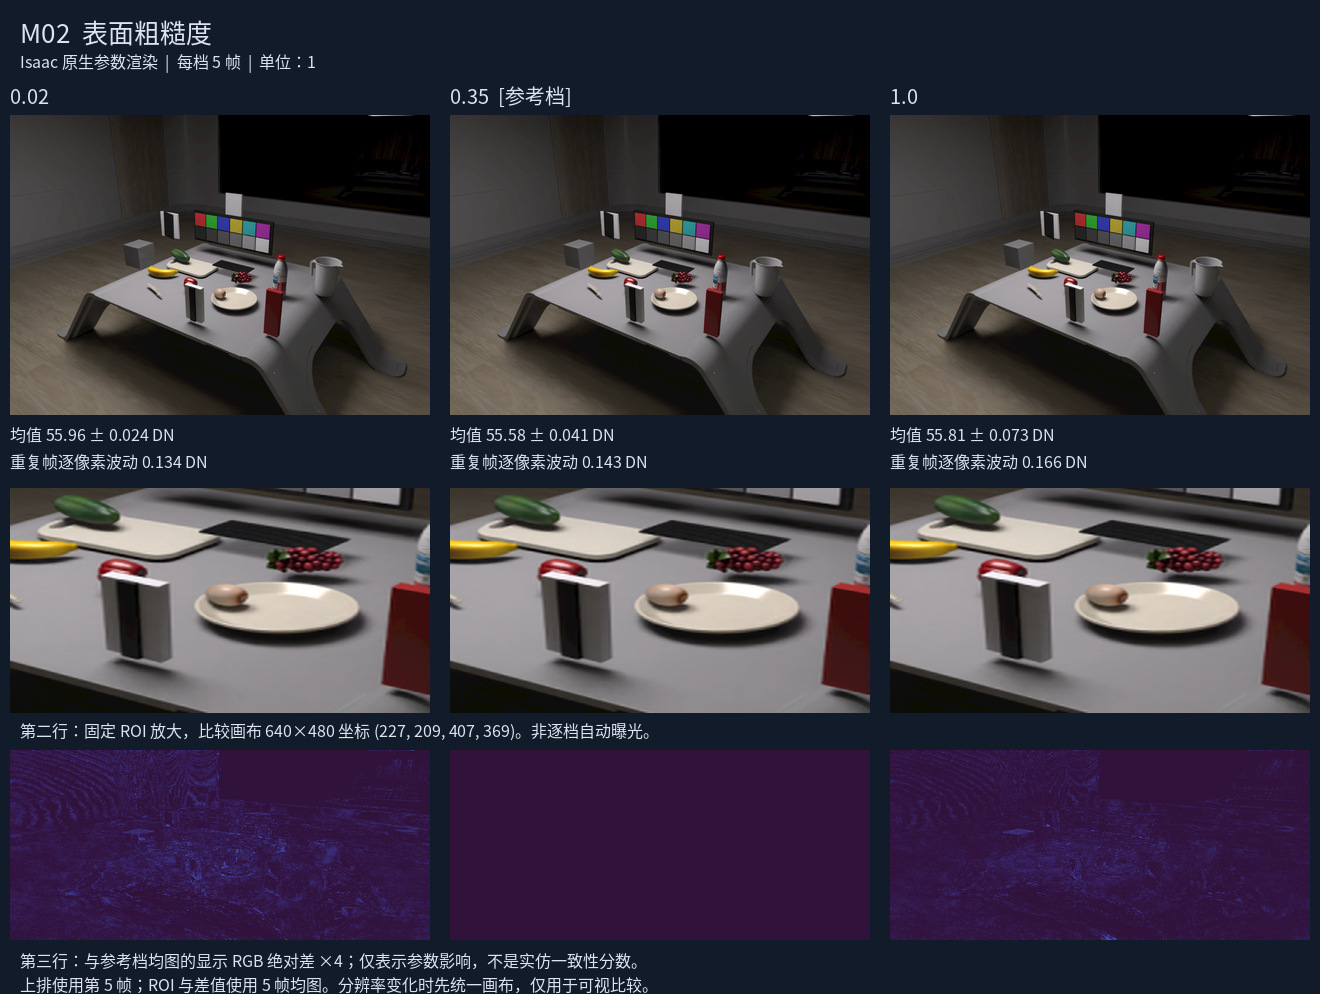 M02 表面粗糙度
Isaac 原生参数渲染 | 每档 5 帧 | 单位：1
0.02
0.35 [参考档]
1.0
均值 55.96 ± 0.024 DN
重复帧逐像素波动 0.134 DN
均值 55.58 ± 0.041 DN
重复帧逐像素波动 0.143 DN
均值 55.81 ± 0.073 DN
重复帧逐像素波动 0.166 DN
第二行：固定 ROI 放大，比较画布 640×480 坐标 (227, 209, 407, 369)。非逐档自动曝光。
第三行：与参考档均图的显示 RGB 绝对差 ×4；仅表示参数影响，不是实仿一致性分数。
上排使用第 5 帧；ROI 与差值使用 5 帧均图。分辨率变化时先统一画布，仅用于可视比较。